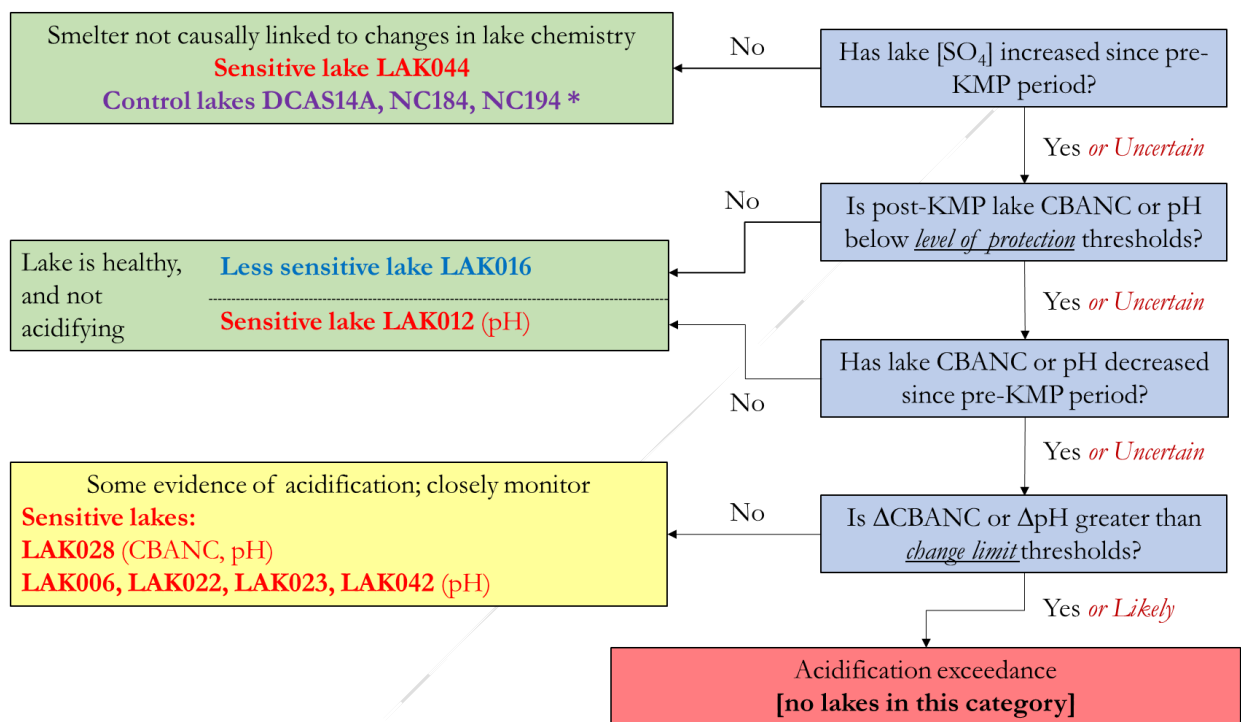 Smelter not causally linked to changes in lake chemistry
Sensitive lake LAK044
Control lakes DCAS14A, NC184, NC194 *
No
Has lake [SO₄] increased since pre-
KMP period?
Yes or Uncertain
No
Is post-KMP lake CBANC or pH
below level of protection thresholds?
Lake is healthy,
and not
acidifying
Less sensitive lake LAK016
Sensitive lake LAK012 (pH)
Yes or Uncertain
Has lake CBANC or pH decreased
since pre-KMP period?
No
Yes or Uncertain
Some evidence of acidification; closely monitor
Sensitive lakes:
LAK028 (CBANC, pH)
LAK006, LAK022, LAK023, LAK042 (pH)
No
Is ΔCBANC or ΔpH greater than
change limit thresholds?
Yes or Likely
Acidification exceedance
[no lakes in this category]